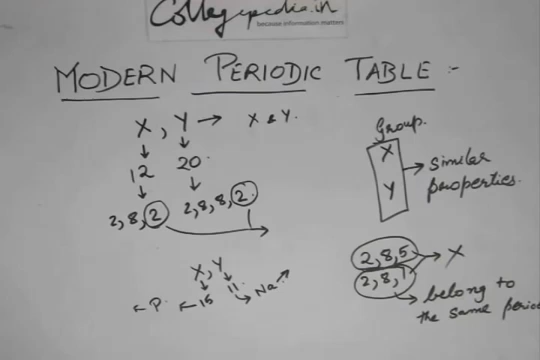 Collegepedia.in
because information matters
MODERN PERIODIC TABLE :-
X, Y → X & Y.
12 20.
2, 8, 2 2, 8, 8, 2
Group.
X
Y
→ similar
properties.
X, Y
← P. ← 15 11 → Na
2, 8, 5 → X
2, 8, 1
→ belong to
the same period